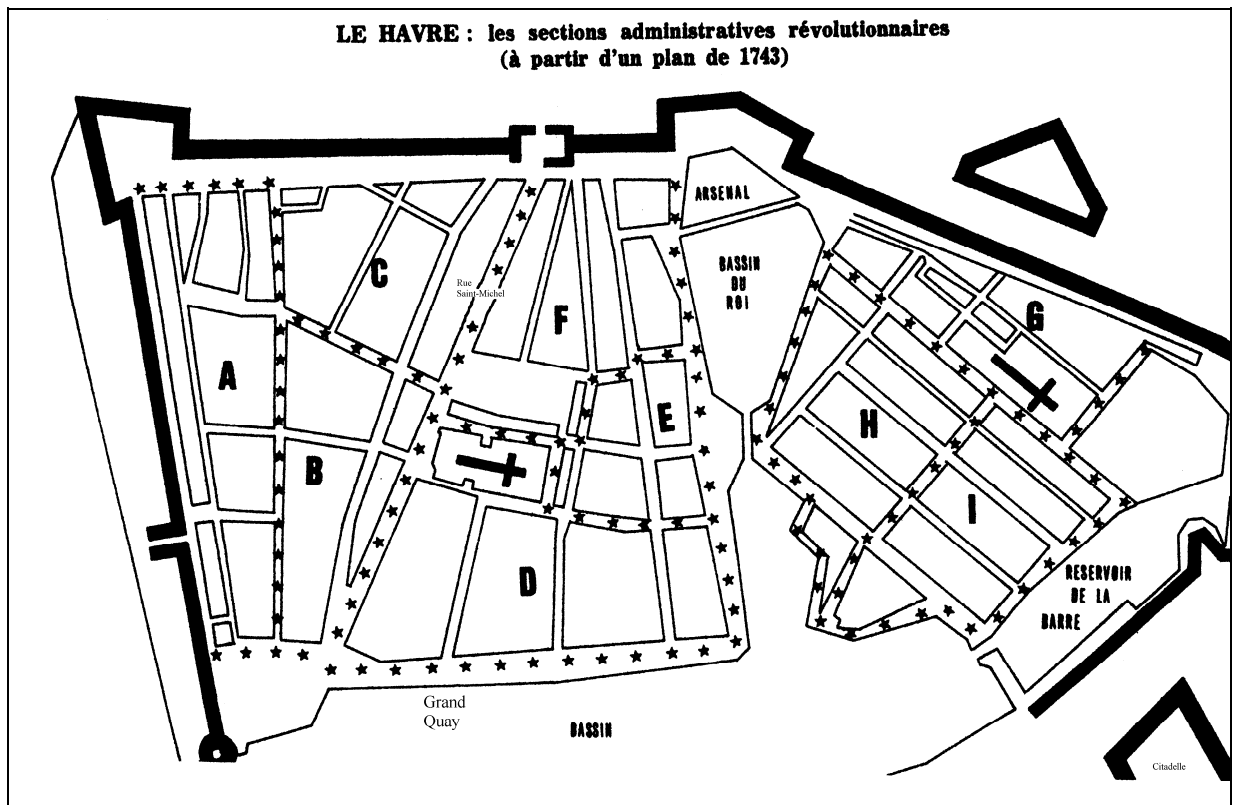 LE HAVRE : les sections administratives révolutionnaires
(à partir d'un plan de 1743)
ARSENAL
BASSIN
DU
ROI
C
Rue
Saint-Michel
F
G
A
E
H
B
I
D
RESERVOIR
DE LA
BARRE
Grand
Quay
BASSIN
Citadelle